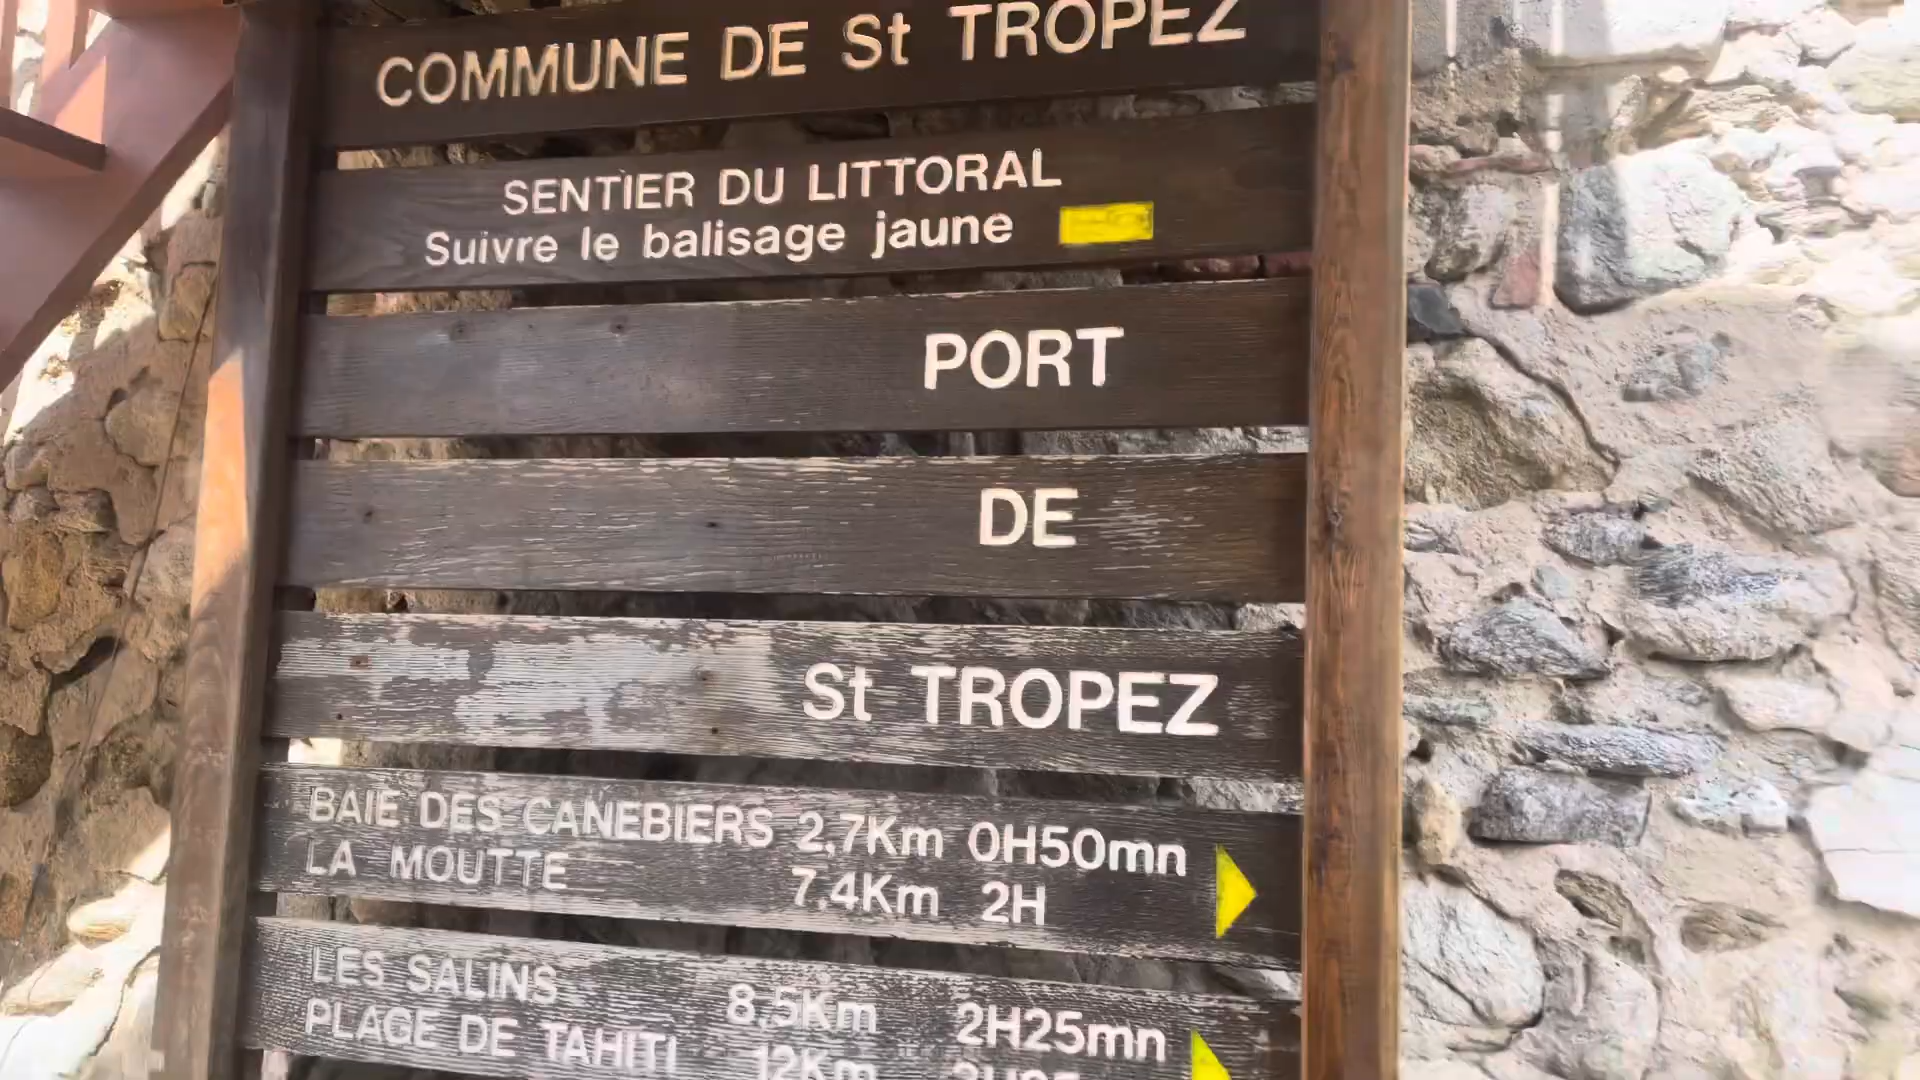 COMMUNE DE St TROPEZ
SENTIER DU LITTORAL
Suivre le balisage jaune
PORT
DE
St TROPEZ
BAIE DES CANEBIERS 2,7Km 0H50mn
LA MOUTTE 7,4Km 2H
LES SALINS 8,5Km 2H25mn
PLAGE DE TAHITI 12Km